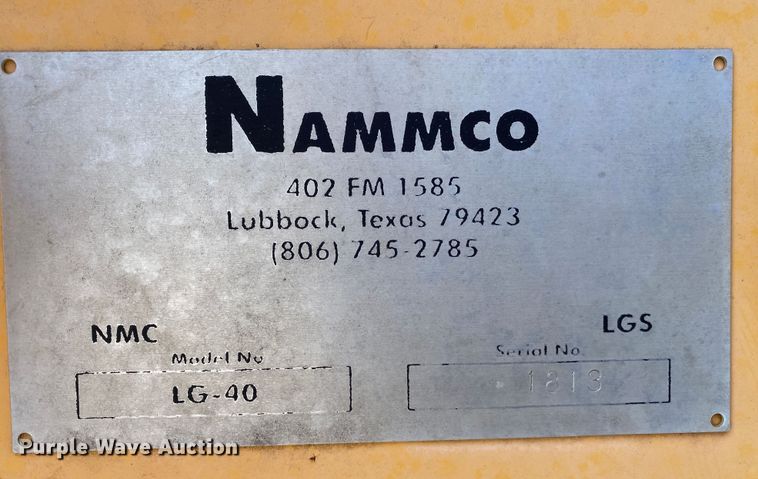 NAMMCO
402 FM 1585
Lubbock, Texas 79423
(806) 745-2785
NMC LGS
Model No Serial No.
LG-40 1813
Purple Wave Auction